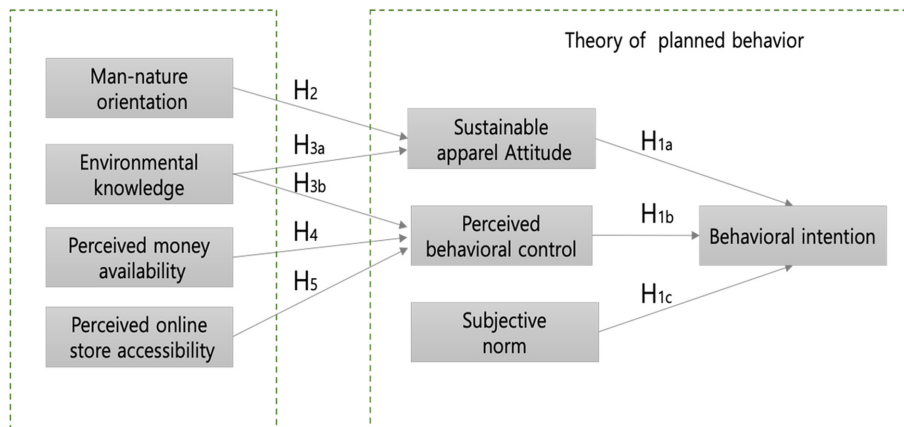 Theory of planned behavior
Man-nature
orientation
Environmental
knowledge
Perceived money
availability
Perceived online
store accessibility
H2
H3a
H3b
H4
H5
Sustainable
apparel Attitude
Perceived
behavioral control
Subjective
norm
H1a
H1b
H1c
Behavioral intention